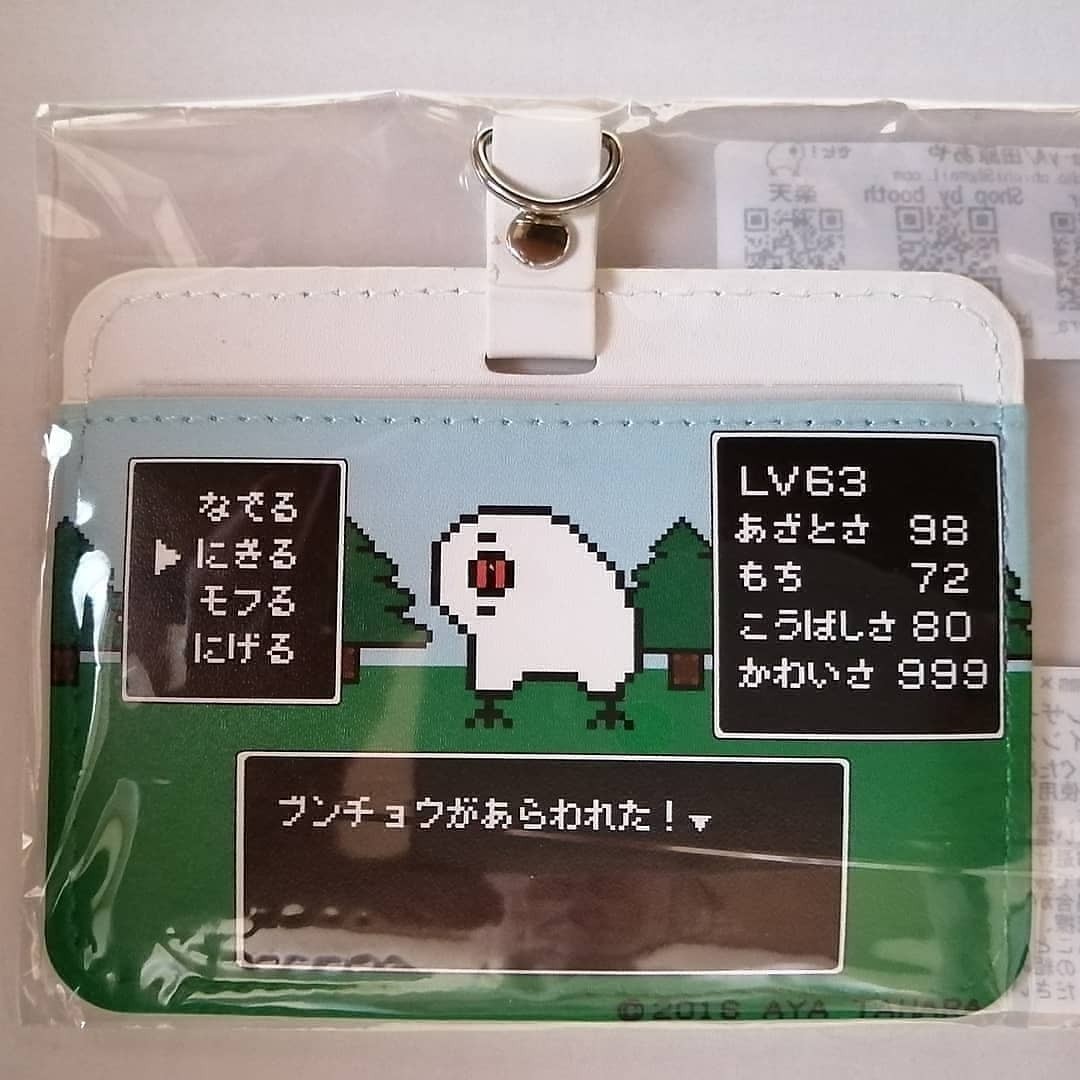 なでる
▶にぎる
モフる
にげる
LV63
あざとさ 98
もち 72
こうばしさ 80
かわいさ 999
ブンチョウがあらわれた！▼
©2018 AYA TAHARA
Shop by booth
楽天